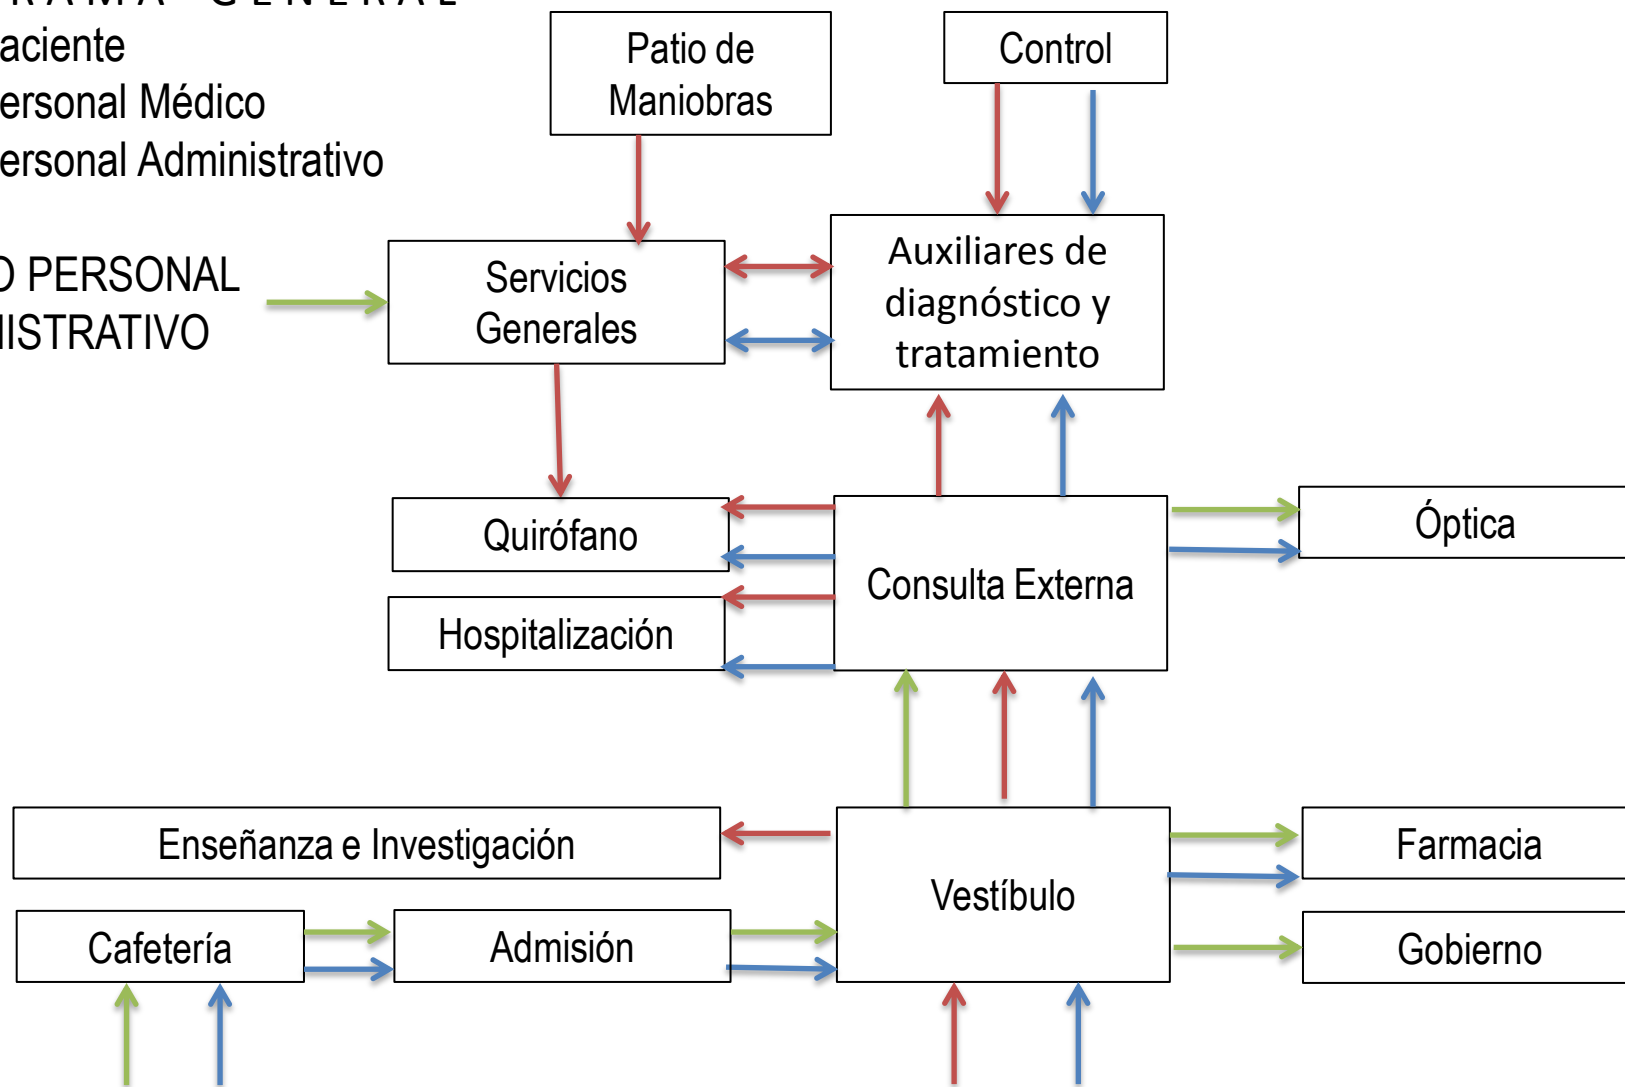 R A M A   G E N E R A L
aciente
ersonal Médico
ersonal Administrativo
O PERSONAL
NISTRATIVO
Patio de
Maniobras
Control
Servicios
Generales
Auxiliares de
diagnóstico y
tratamiento
Quirófano
Hospitalización
Consulta Externa
Óptica
Enseñanza e Investigación
Vestíbulo
Farmacia
Cafetería
Admisión
Gobierno